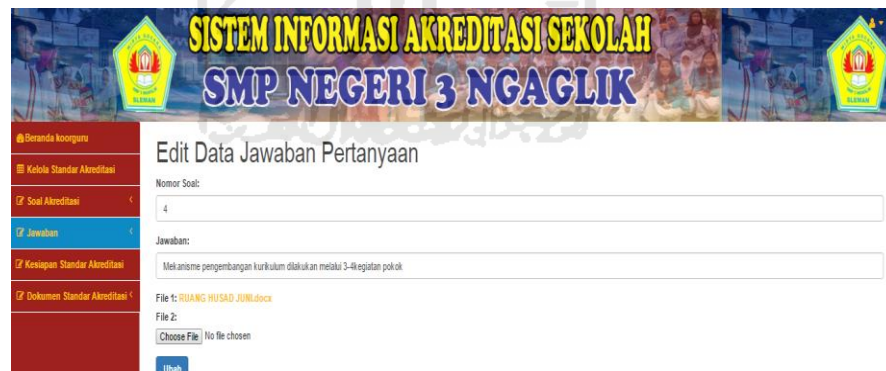 SISTEM INFORMASI AKREDITASI SEKOLAH
SMP NEGERI 3 NGAGLIK
SLEMAN
SLEMAN
Beranda koorguru
Kelola Standar Akreditasi
Soal Akreditasi
Jawaban
Kesiapan Standar Akreditasi
Dokumen Standar Akreditasi
Edit Data Jawaban Pertanyaan
Nomor Soal:
4
Jawaban:
Mekanisme pengembangan kurikulum dilakukan melalui 3-4kegiatan pokok
File 1: RUANG HUSAD JUNI.docx
File 2:
Choose File No file chosen
Ubah